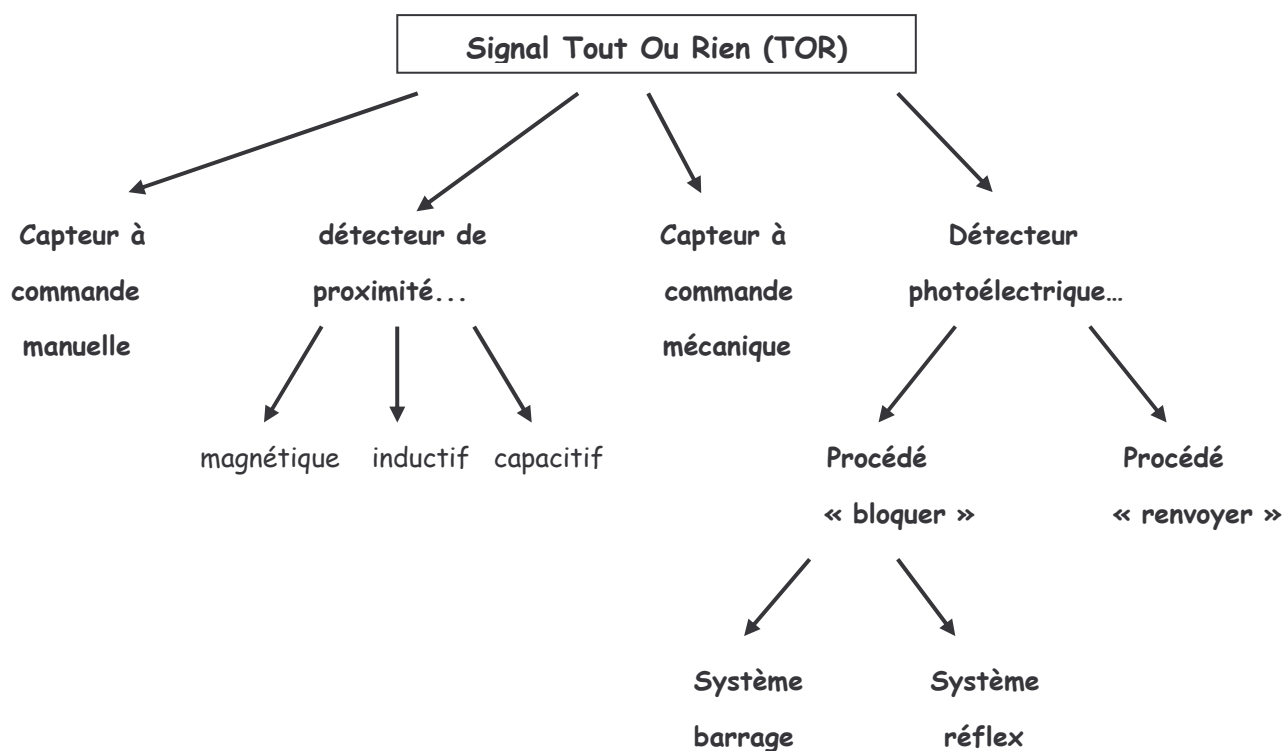 Signal Tout Ou Rien (TOR)
Capteur à
commande
manuelle
détecteur de
proximité...
Capteur à
commande
mécanique
Détecteur
photoélectrique…
magnétique
inductif
capacitif
Procédé
« bloquer »
Procédé
« renvoyer »
Système
barrage
Système
réflex